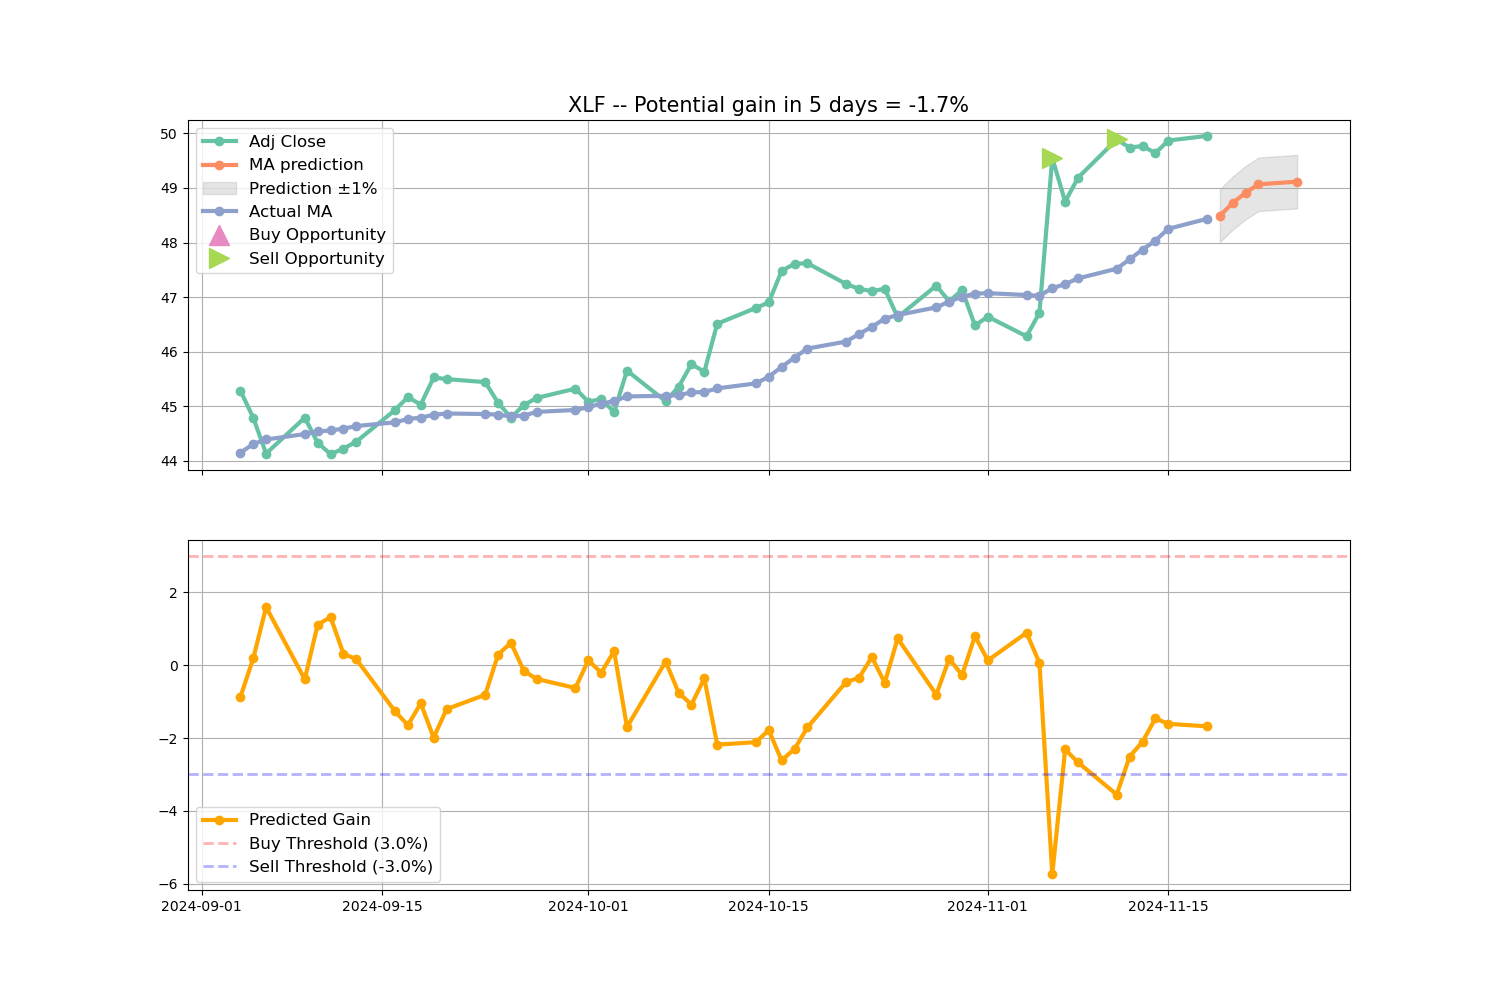 XLF -- Potential gain in 5 days = -1.7%
50
49
48
47
46
45
44
Adj Close
MA prediction
Prediction ±1%
Actual MA
Buy Opportunity
Sell Opportunity
2
0
−2
−4
−6
Predicted Gain
Buy Threshold (3.0%)
Sell Threshold (-3.0%)
2024-09-01
2024-09-15
2024-10-01
2024-10-15
2024-11-01
2024-11-15